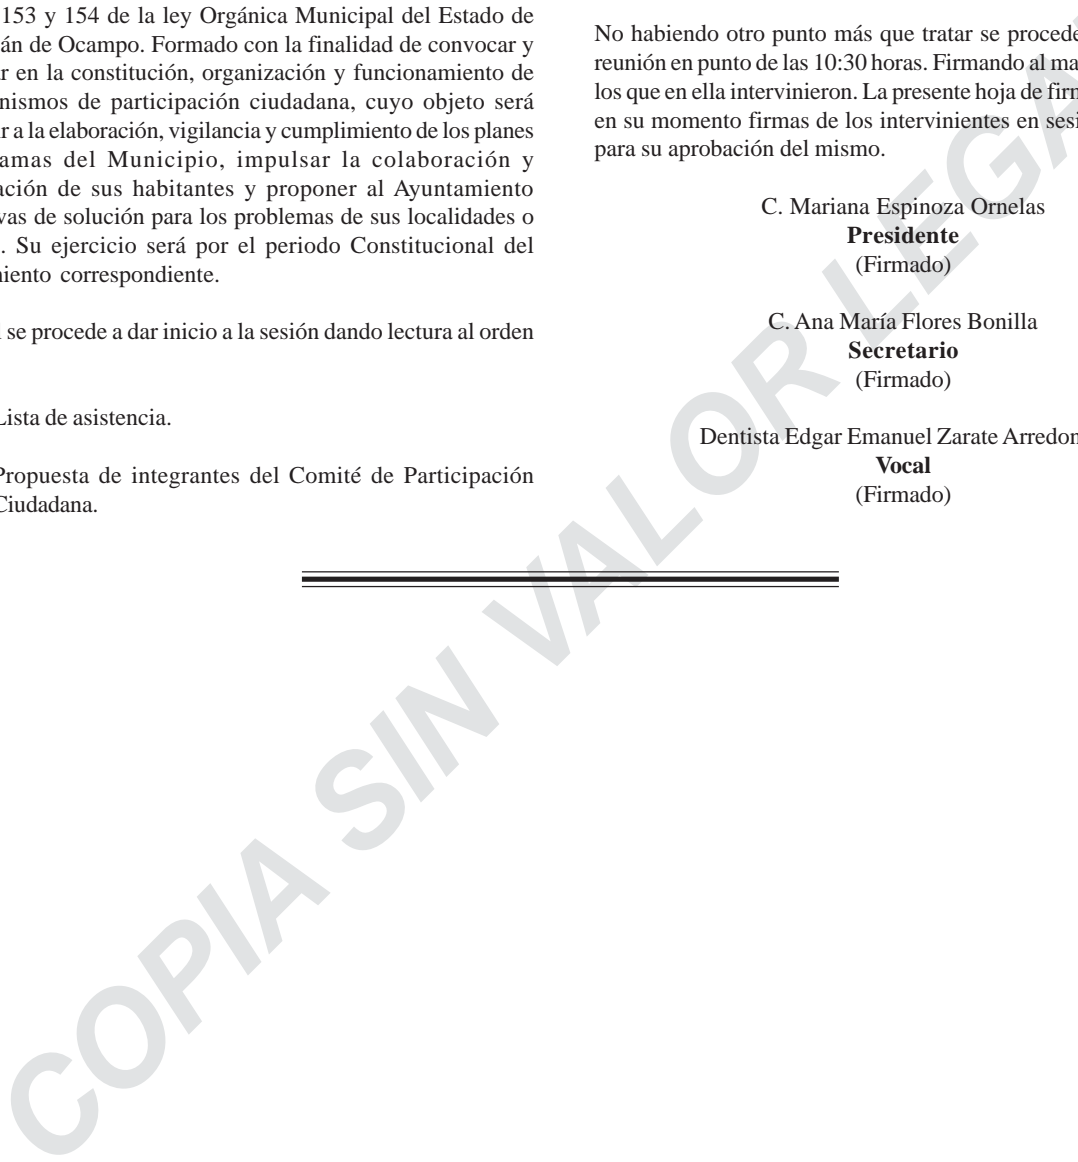 153 y 154 de la ley Orgánica Municipal del Estado de
án de Ocampo. Formado con la finalidad de convocar y
r en la constitución, organización y funcionamiento de
nismos de participación ciudadana, cuyo objeto será
r a la elaboración, vigilancia y cumplimiento de los planes
amas del Municipio, impulsar la colaboración y
ación de sus habitantes y proponer al Ayuntamiento
vas de solución para los problemas de sus localidades o
. Su ejercicio será por el periodo Constitucional del
iento correspondiente.
se procede a dar inicio a la sesión dando lectura al orden
Lista de asistencia.
Propuesta de integrantes del Comité de Participación
Ciudadana.
No habiendo otro punto más que tratar se procede
reunión en punto de las 10:30 horas. Firmando al ma
los que en ella intervinieron. La presente hoja de firm
en su momento firmas de los intervinientes en sesi
para su aprobación del mismo.
C. Mariana Espinoza Ornelas
Presidente
(Firmado)
C. Ana María Flores Bonilla
Secretario
(Firmado)
Dentista Edgar Emanuel Zarate Arredon
Vocal
(Firmado)
COPIA SIN VALOR LEGA